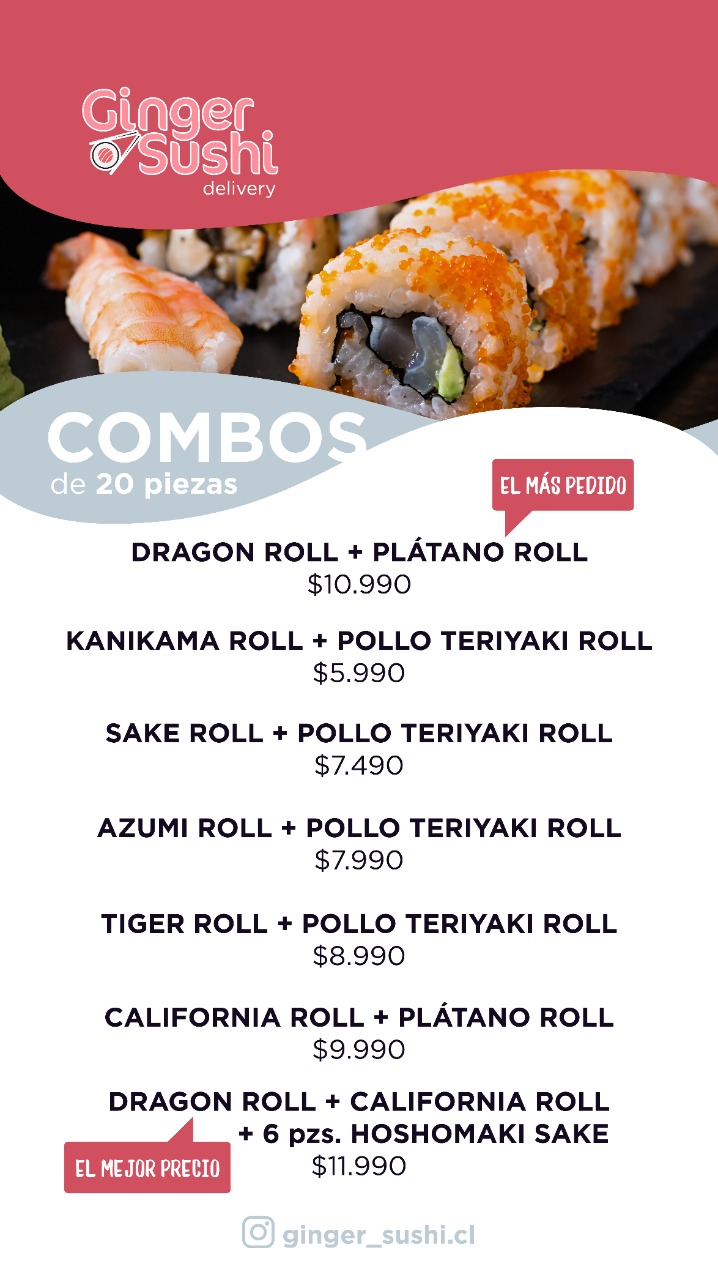 Ginger
Sushi
delivery
COMBOS
de 20 piezas
EL MÁS PEDIDO
DRAGON ROLL + PLÁTANO ROLL
$10.990
KANIKAMA ROLL + POLLO TERIYAKI ROLL
$5.990
SAKE ROLL + POLLO TERIYAKI ROLL
$7.490
AZUMI ROLL + POLLO TERIYAKI ROLL
$7.990
TIGER ROLL + POLLO TERIYAKI ROLL
$8.990
CALIFORNIA ROLL + PLÁTANO ROLL
$9.990
DRAGON ROLL + CALIFORNIA ROLL
+ 6 pzs. HOSHOMAKI SAKE
EL MEJOR PRECIO
$11.990
ginger_sushi.cl